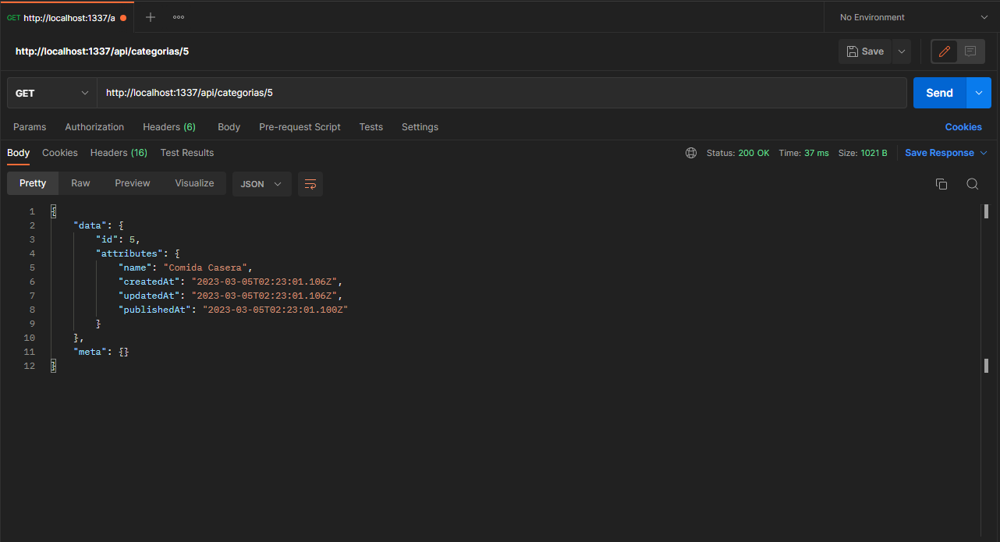 GET http://localhost:1337/a
No Environment
http://localhost:1337/api/categorias/5
Save
GET http://localhost:1337/api/categorias/5 Send
Params Authorization Headers (6) Body Pre-request Script Tests Settings Cookies
Body Cookies Headers (16) Test Results Status: 200 OK Time: 37 ms Size: 1021 B Save Response
Pretty Raw Preview Visualize JSON
1 {
2 "data": {
3 "id": 5,
4 "attributes": {
5 "name": "Comida Casera",
6 "createdAt": "2023-03-05T02:23:01.106Z",
7 "updatedAt": "2023-03-05T02:23:01.106Z",
8 "publishedAt": "2023-03-05T02:23:01.100Z"
9 }
10 },
11 "meta": {}
12 }